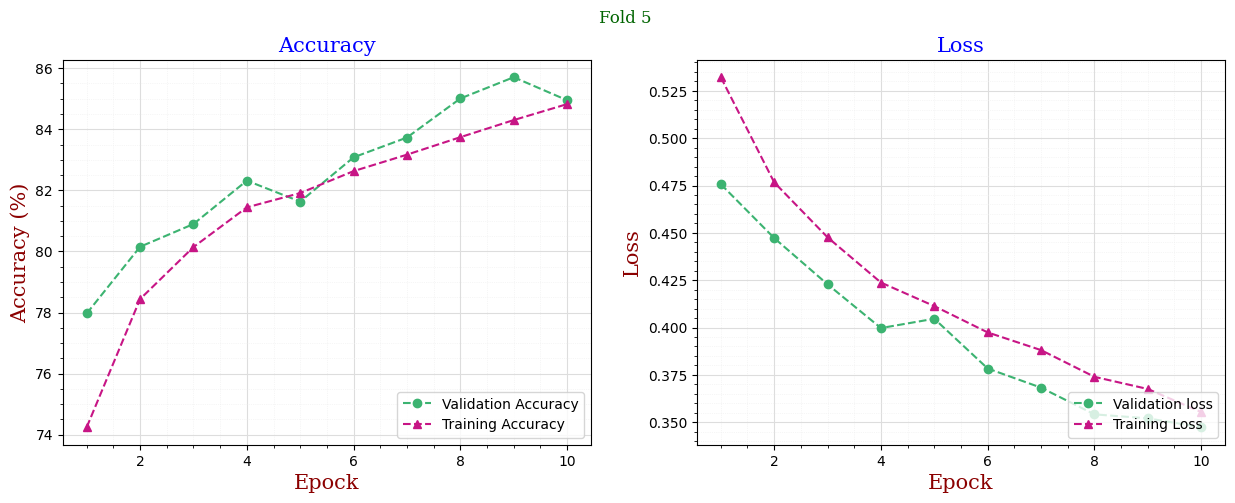 Fold 5
Accuracy
Accuracy (%)
86
84
82
80
78
76
74
2
4
6
8
10
Epock
Validation Accuracy
Training Accuracy
Loss
Loss
0.525
0.500
0.475
0.450
0.425
0.400
0.375
0.350
2
4
6
8
10
Epock
Validation loss
Training Loss